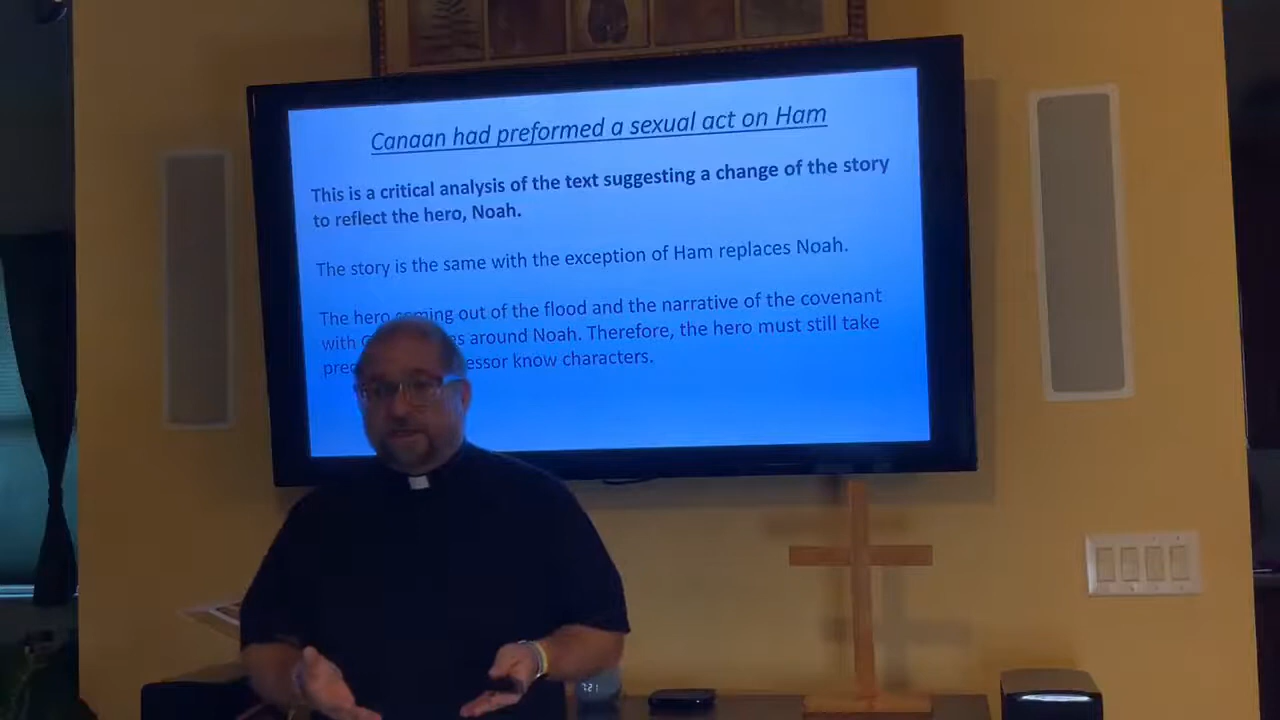 Canaan had preformed a sexual act on Ham
This is a critical analysis of the text suggesting a change of the story
to reflect the hero, Noah.
The story is the same with the exception of Ham replaces Noah.
The hero coming out of the flood and the narrative of the covenant
with around Noah. Therefore, the hero must still take
know characters.
7:21